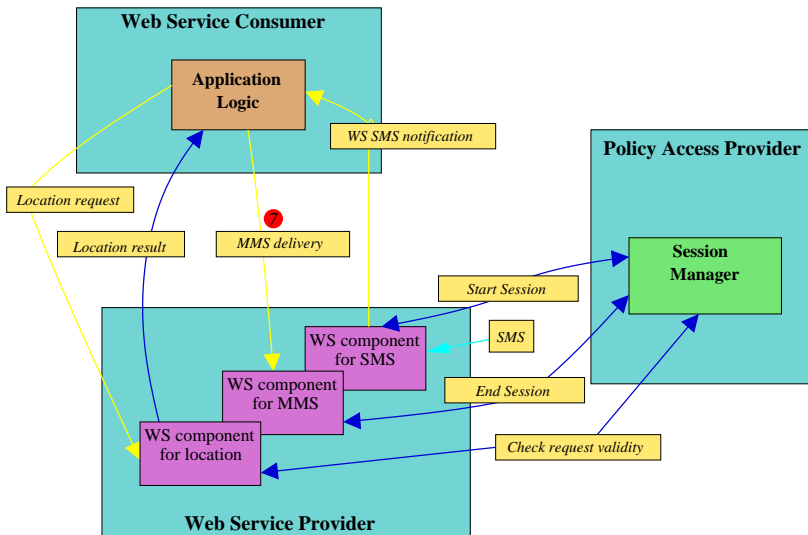 Web Service Consumer
Application
Logic
WS SMS notification
Policy Access Provider
Location request
7
Location result
MMS delivery
Session
Manager
Start Session
WS component
for SMS
SMS
WS component
for MMS
End Session
WS component
for location
Check request validity
Web Service Provider